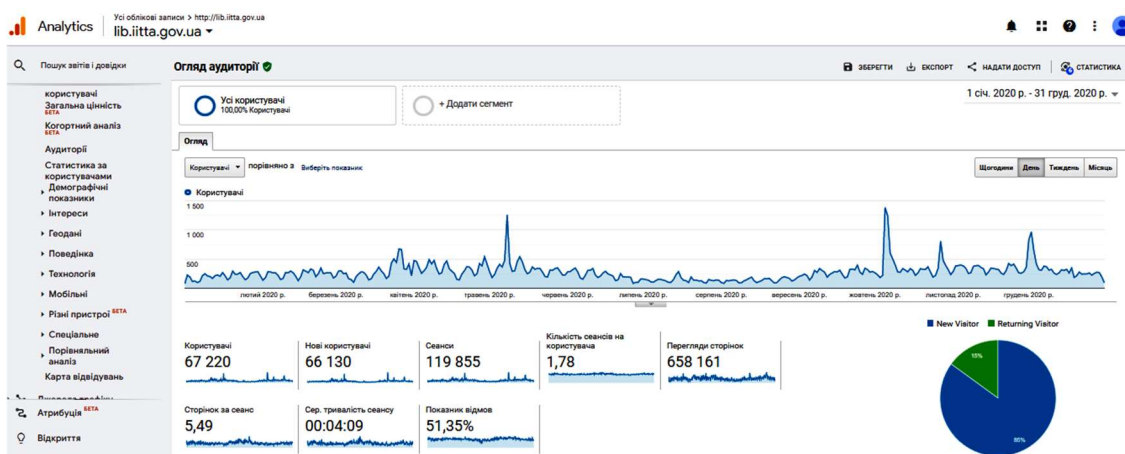 Analytics
Усі облікові записи > http://lib.iitta.gov.ua
lib.iitta.gov.ua
Пошук звітів і довідки
Огляд аудиторії
ЗБЕРЕГТИ
ЕКСПОРТ
НАДАТИ ДОСТУП
СТАТИСТИКА
користувачі
Загальна цінність
БЕТА
Когортний аналіз
БЕТА
Аудиторії
Статистика за
користувачами
Демографічні
показники
Інтереси
Геодані
Поведінка
Технологія
Мобільні
Різні пристрої БЕТА
Спеціальне
Порівняльний
аналіз
Карта відвідувань
Атрибуція БЕТА
Відкриття
Усі користувачі
100,00% Користувачі
+ Додати сегмент
1 січ. 2020 р. - 31 груд. 2020 р.
Огляд
Користувачі
порівняно з
Виберіть показник
Щогодини
День
Тиждень
Місяць
Користувачі
1 500
1 000
500
лютий 2020 р.
березень 2020 р.
квітень 2020 р.
травень 2020 р.
червень 2020 р.
липень 2020 р.
серпень 2020 р.
вересень 2020 р.
жовтень 2020 р.
листопад 2020 р.
грудень 2020 р.
New Visitor
Returning Visitor
Користувачі
67 220
Нові користувачі
66 130
Сеанси
119 855
Кількість сеансів на
користувача
1,78
Перегляди сторінок
658 161
Сторінок за сеанс
5,49
Сер. тривалість сеансу
00:04:09
Показник відмов
51,35%
15%
85%